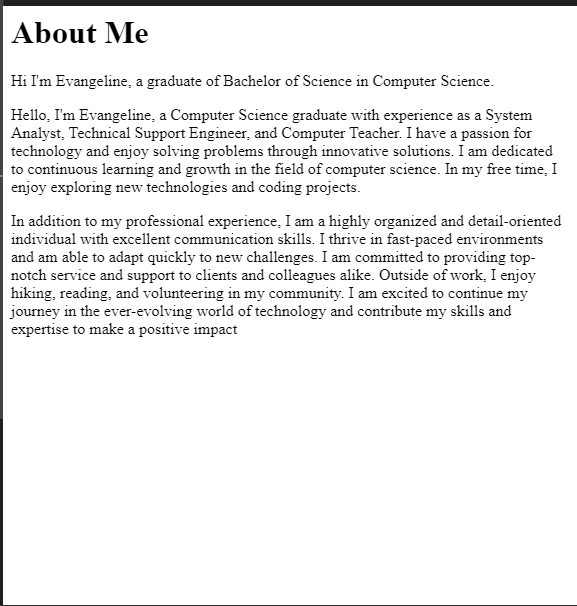 About Me
Hi I'm Evangeline, a graduate of Bachelor of Science in Computer Science.
Hello, I'm Evangeline, a Computer Science graduate with experience as a System
Analyst, Technical Support Engineer, and Computer Teacher. I have a passion for
technology and enjoy solving problems through innovative solutions. I am dedicated
to continuous learning and growth in the field of computer science. In my free time, I
enjoy exploring new technologies and coding projects.
In addition to my professional experience, I am a highly organized and detail-oriented
individual with excellent communication skills. I thrive in fast-paced environments
and am able to adapt quickly to new challenges. I am committed to providing top-
notch service and support to clients and colleagues alike. Outside of work, I enjoy
hiking, reading, and volunteering in my community. I am excited to continue my
journey in the ever-evolving world of technology and contribute my skills and
expertise to make a positive impact